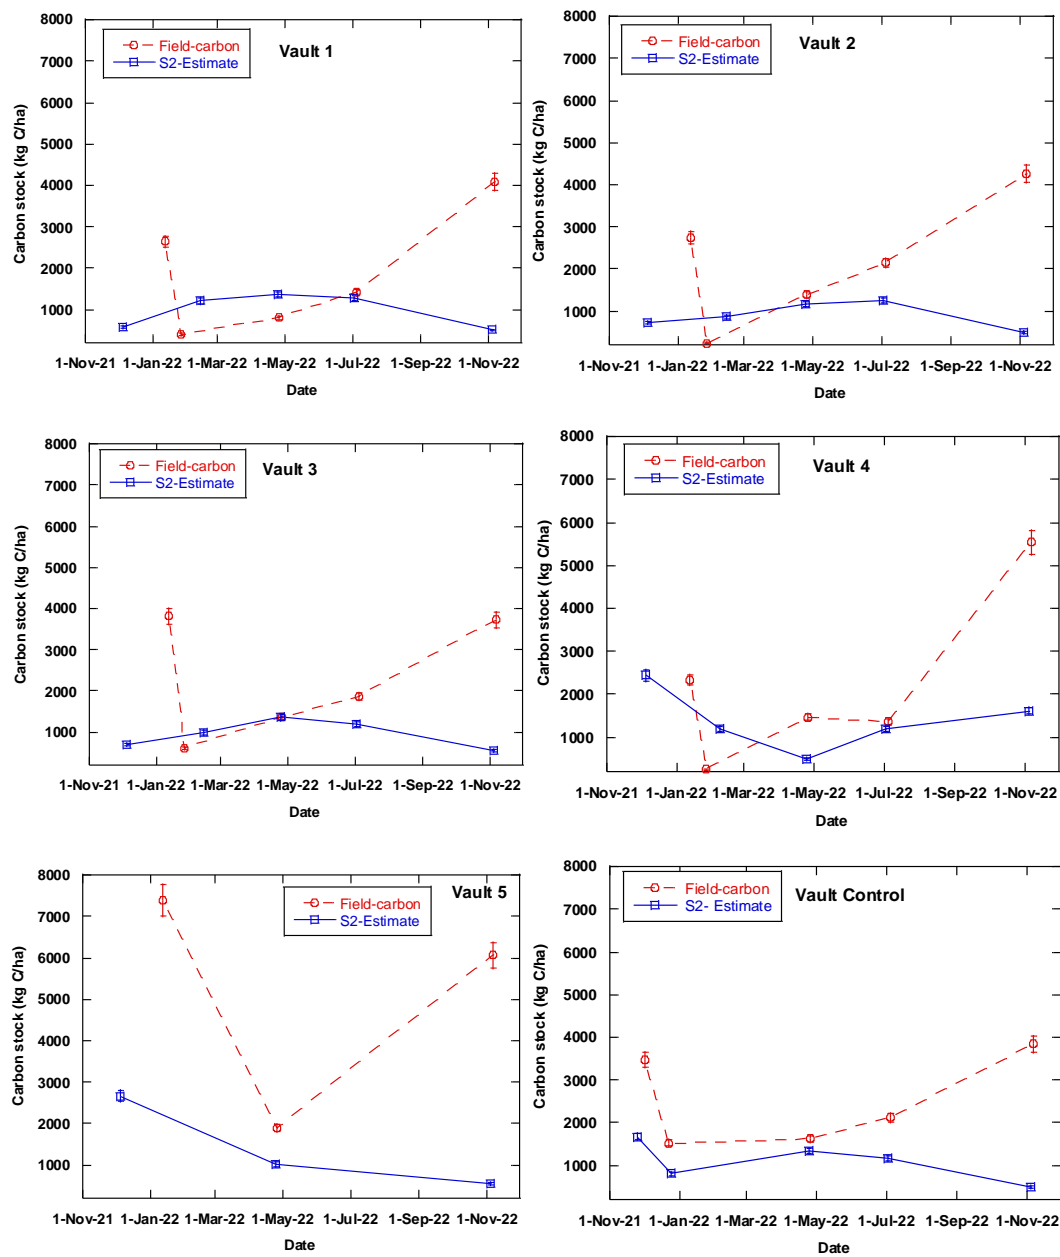 8000
7000
6000
5000
4000
3000
2000
1000
Carbon stock (kg C/ha)
Field-carbon
S2-Estimate
Vault 1
1-Nov-21 1-Jan-22 1-Mar-22 1-May-22 1-Jul-22 1-Sep-22 1-Nov-22
Date
8000
7000
6000
5000
4000
3000
2000
1000
Carbon stock (kg C/ha)
Field-carbon
S2-Estimate
Vault 2
1-Nov-21 1-Jan-22 1-Mar-22 1-May-22 1-Jul-22 1-Sep-22 1-Nov-22
Date
8000
7000
6000
5000
4000
3000
2000
1000
Carbon stock (kg C/ha)
Field-carbon
S2-Estimate
Vault 3
1-Nov-21 1-Jan-22 1-Mar-22 1-May-22 1-Jul-22 1-Sep-22 1-Nov-22
Date
8000
7000
6000
5000
4000
3000
2000
1000
Carbon stock (kg C/ha)
Field-carbon
S2-Estimate
Vault 4
1-Nov-21 1-Jan-22 1-Mar-22 1-May-22 1-Jul-22 1-Sep-22 1-Nov-22
Date
8000
7000
6000
5000
4000
3000
2000
1000
Carbon stock (kg C/ha)
Field-carbon
S2-Estimate
Vault 5
1-Nov-21 1-Jan-22 1-Mar-22 1-May-22 1-Jul-22 1-Sep-22 1-Nov-22
Date
8000
7000
6000
5000
4000
3000
2000
1000
Carbon stock (kg C/ha)
Field-carbon
S2- Estimate
Vault Control
1-Nov-21 1-Jan-22 1-Mar-22 1-May-22 1-Jul-22 1-Sep-22 1-Nov-22
Date